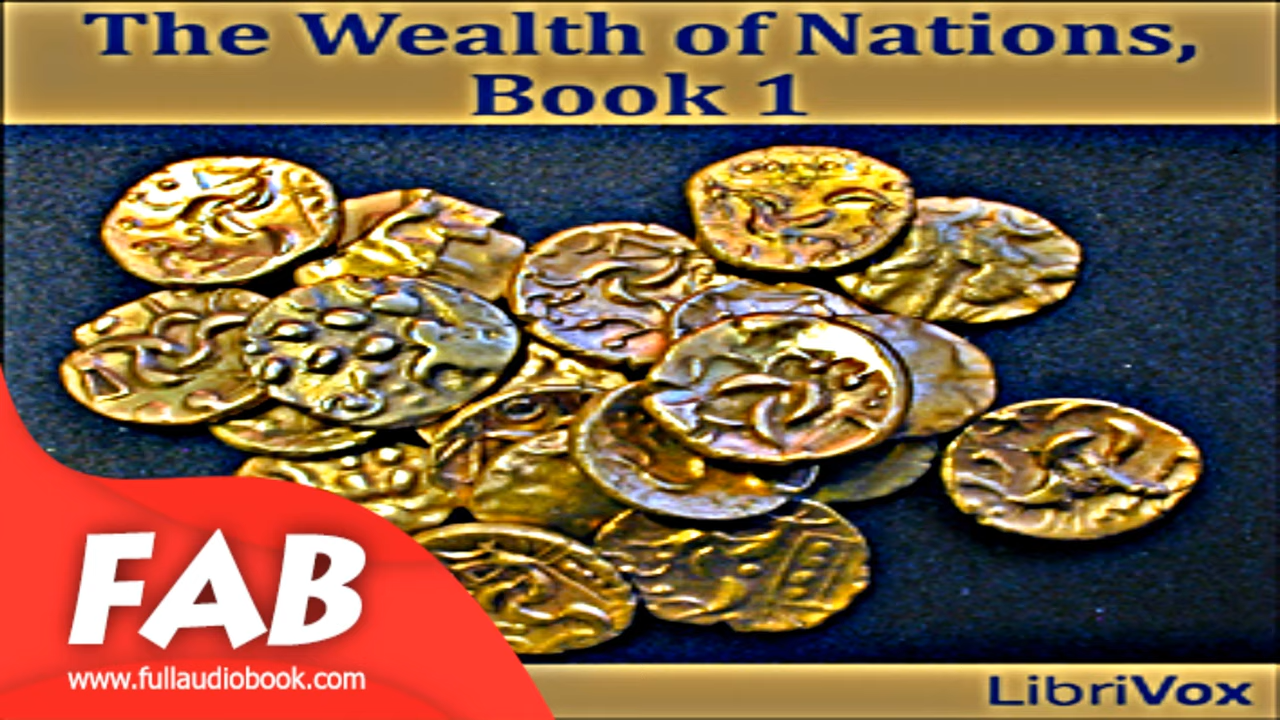 The Wealth of Nations,
Book 1
FAB
www.fullaudiobook.com
LibriVox